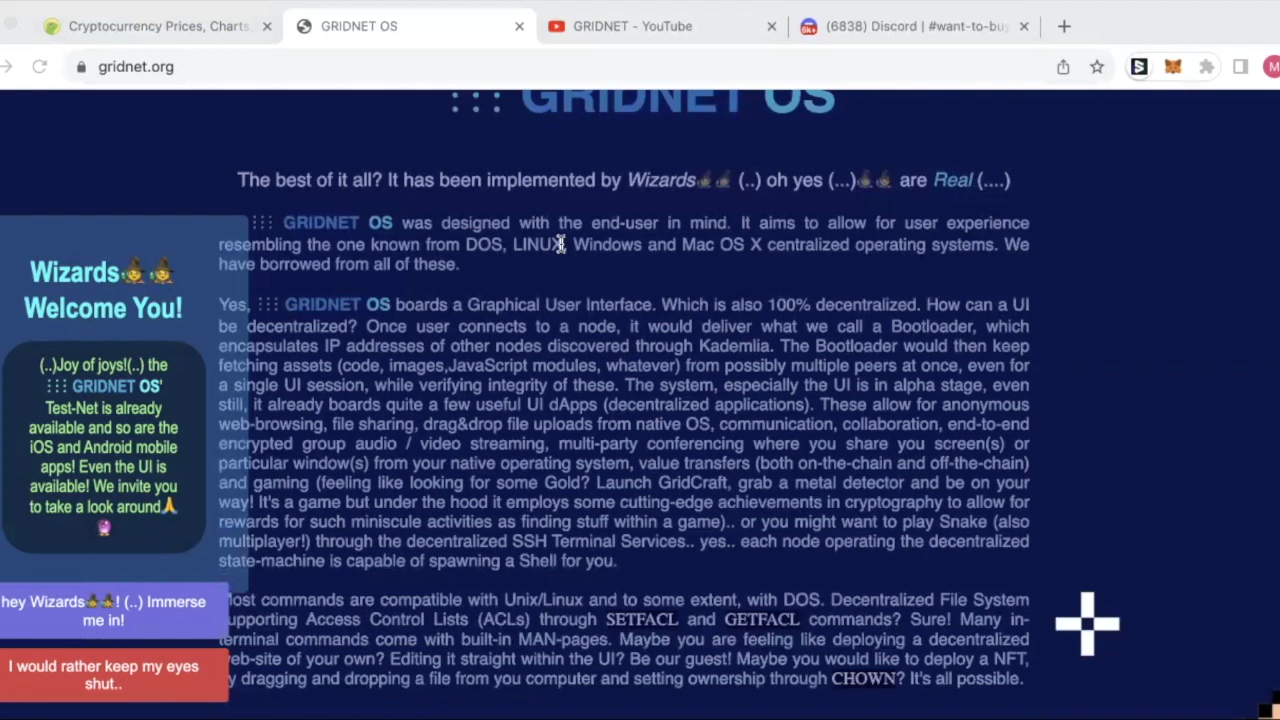 Cryptocurrency Prices, Charts
GRIDNET OS
GRIDNET - YouTube
(6838) Discord | #want-to-bu
gridnet.org
GRIDNET OS
The best of it all? It has been implemented by Wizards (..) oh yes (...) are Real (....)
GRIDNET OS was designed with the end-user in mind. It aims to allow for user experience
resembling the one known from DOS, LINUX, Windows and Mac OS X centralized operating systems. We
have borrowed from all of these.
Yes, GRIDNET OS boards a Graphical User Interface. Which is also 100% decentralized. How can a UI
be decentralized? Once user connects to a node, it would deliver what we call a Bootloader, which
encapsulates IP addresses of other nodes discovered through Kademlia. The Bootloader would then keep
fetching assets (code, images,JavaScript modules, whatever) from possibly multiple peers at once, even for
a single UI session, while verifying integrity of these. The system, especially the UI is in alpha stage, even
still, it already boards quite a few useful UI dApps (decentralized applications). These allow for anonymous
web-browsing, file sharing, drag&drop file uploads from native OS, communication, collaboration, end-to-end
encrypted group audio / video streaming, multi-party conferencing where you share you screen(s) or
particular window(s) from your native operating system, value transfers (both on-the-chain and off-the-chain)
and gaming (feeling like looking for some Gold? Launch GridCraft, grab a metal detector and be on your
way! It's a game but under the hood it employs some cutting-edge achievements in cryptography to allow for
rewards for such miniscule activities as finding stuff within a game).. or you might want to play Snake (also
multiplayer!) through the decentralized SSH Terminal Services.. yes.. each node operating the decentralized
state-machine is capable of spawning a Shell for you.
Most commands are compatible with Unix/Linux and to some extent, with DOS. Decentralized File System
supporting Access Control Lists (ACLs) through SETFACL and GETFACL commands? Sure! Many in-
terminal commands come with built-in MAN-pages. Maybe you are feeling like deploying a decentralized
web-site of your own? Editing it straight within the UI? Be our guest! Maybe you would like to deploy a NFT,
by dragging and dropping a file from you computer and setting ownership through CHOWN? It's all possible.
Wizards
Welcome You!
(..)Joy of joys!(..) the
GRIDNET OS'
Test-Net is already
available and so are the
iOS and Android mobile
apps! Even the UI is
available! We invite you
to take a look around
hey Wizards! (..) Immerse
me in!
I would rather keep my eyes
shut..